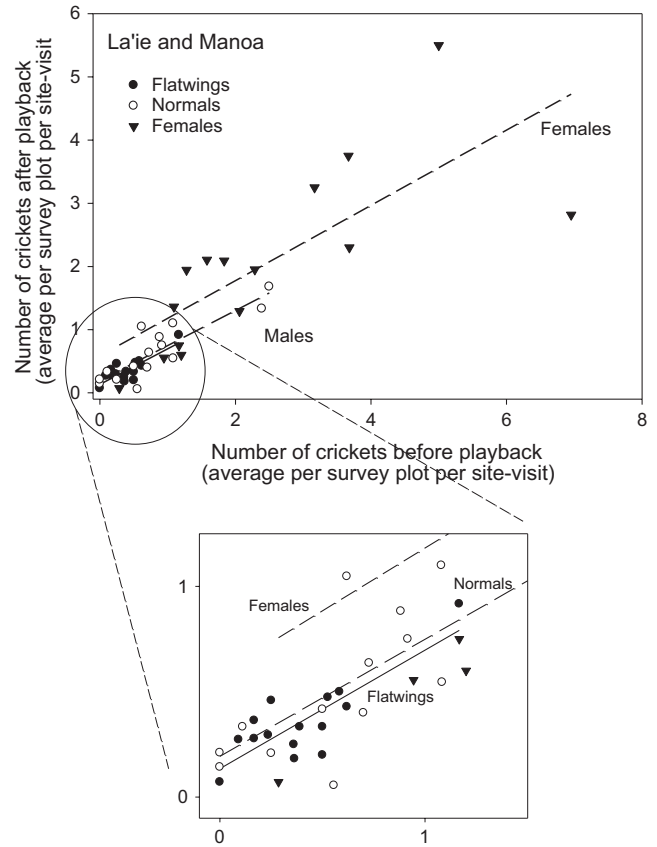 La'ie and Manoa
Flatwings
Normals
Females
Number of crickets after playback
(average per survey plot per site-visit)
6
5
4
3
2
1
0
Females
Males
0 2 4 6 8
Number of crickets before playback
(average per survey plot per site-visit)
1
0
Females
Normals
Flatwings
0 1